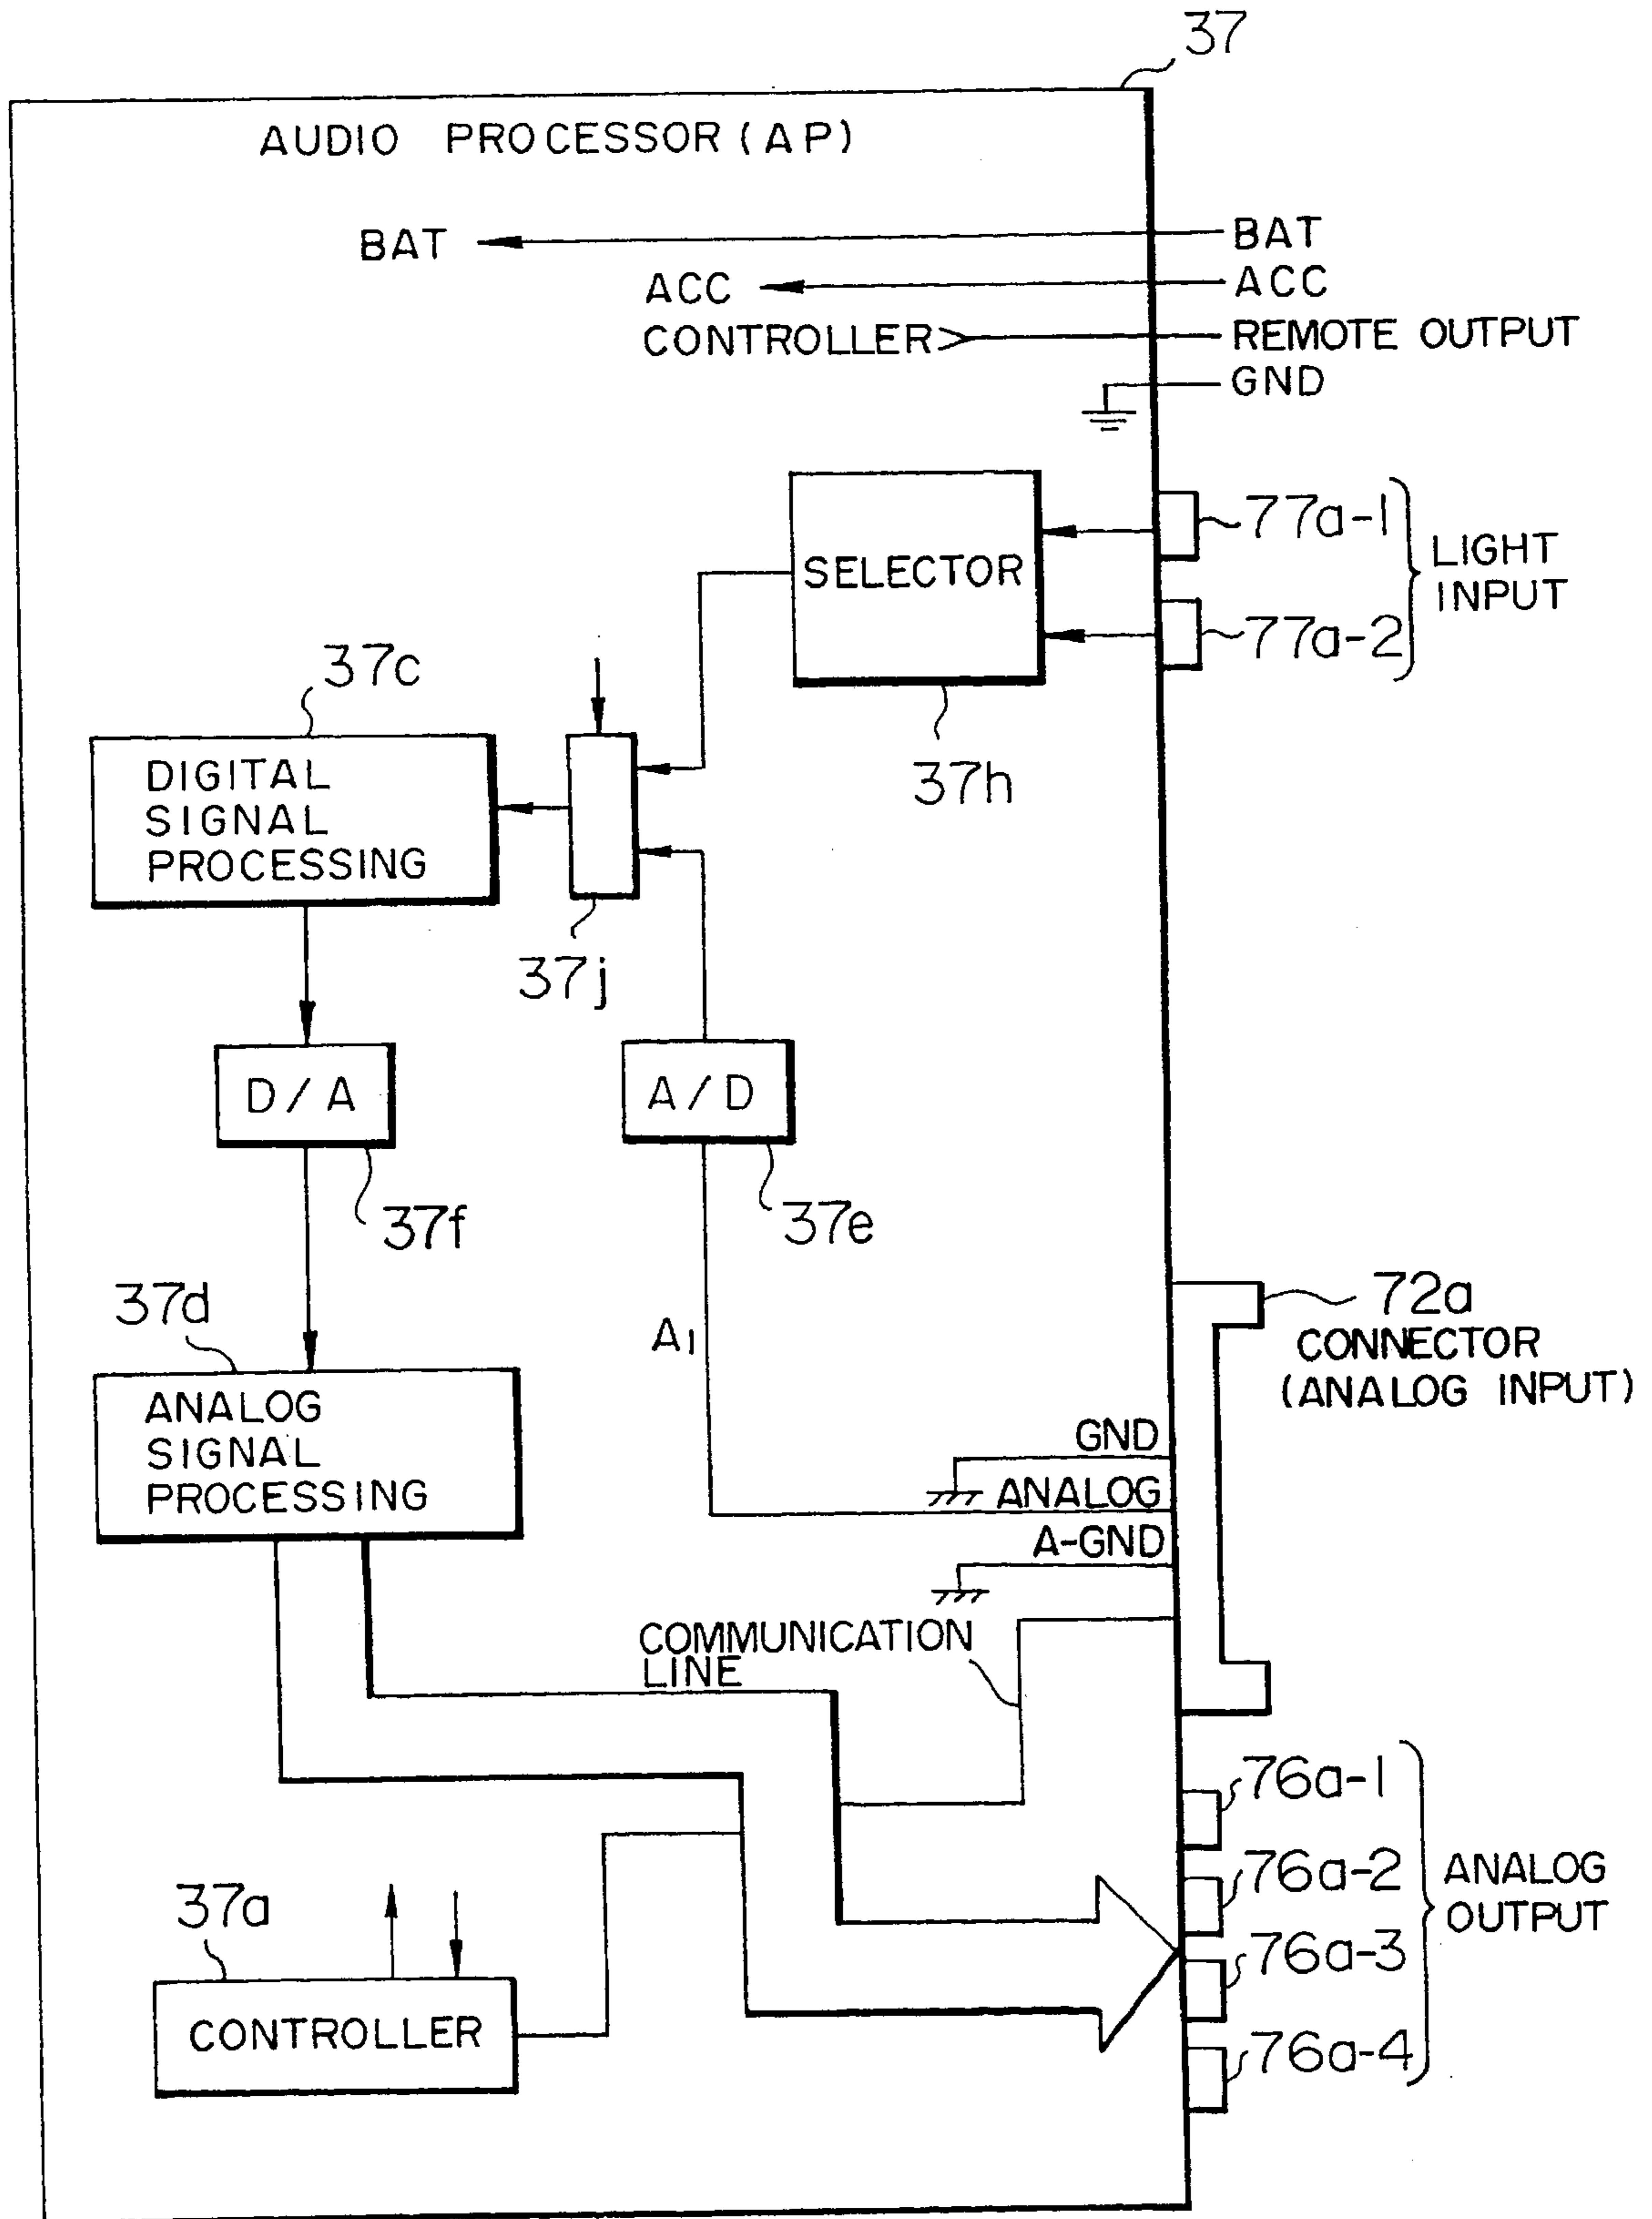 37
AUDIO PROCESSOR (AP)
BAT
BAT
ACC
ACC
CONTROLLER
REMOTE OUTPUT
GND
SELECTOR
77a-1
77a-2
LIGHT
INPUT
37h
37c
DIGITAL
SIGNAL
PROCESSING
37j
D/A
37f
A/D
37e
37d
ANALOG
SIGNAL
PROCESSING
A1
72a
CONNECTOR
(ANALOG INPUT)
GND
ANALOG
A-GND
COMMUNICATION
LINE
76a-1
76a-2
76a-3
76a-4
ANALOG
OUTPUT
37a
CONTROLLER